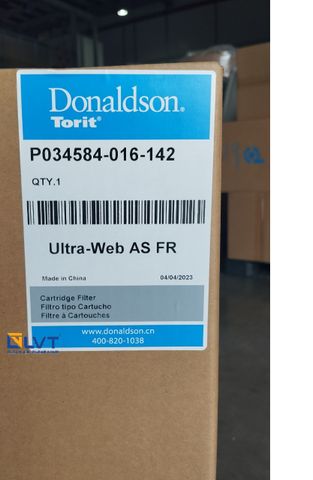 Donaldson®
Torit®
P034584-016-142
QTY.1
Ultra-Web AS FR
Made in China 04/04/2023
Cartridge Filter
Filtro tipo Cartucho
Filtre à Cartouches
LVT
www.donaldson.cn
400-820-1038